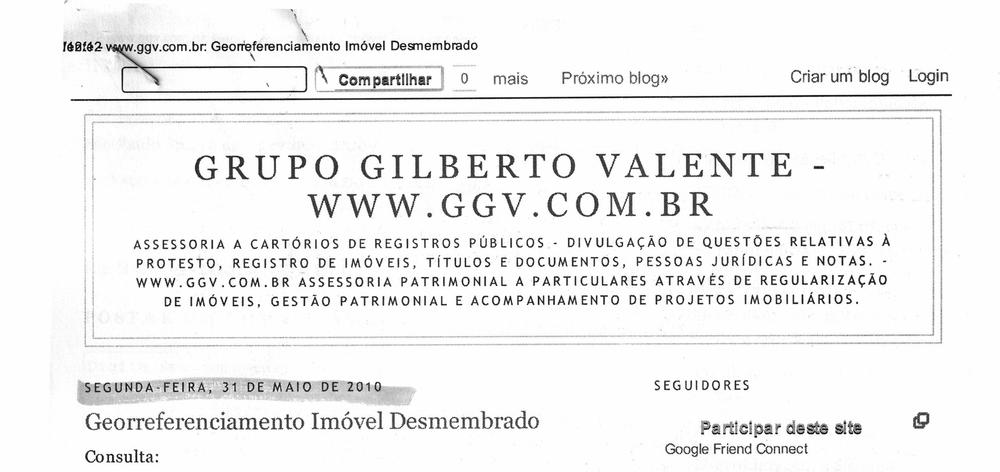 www.ggv.com.br: Georreferenciamento Imóvel Desmembrado
Compartilhar 0 mais Próximo blog» Criar um blog Login
GRUPO GILBERTO VALENTE -
WWW.GGV.COM.BR
ASSESSORIA A CARTÓRIOS DE REGISTROS PÚBLICOS - DIVULGAÇÃO DE QUESTÕES RELATIVAS À
PROTESTO, REGISTRO DE IMÓVEIS, TÍTULOS E DOCUMENTOS, PESSOAS JURÍDICAS E NOTAS. -
WWW.GGV.COM.BR ASSESSORIA PATRIMONIAL A PARTICULARES ATRAVÉS DE REGULARIZAÇÃO
DE IMÓVEIS, GESTÃO PATRIMONIAL E ACOMPANHAMENTO DE PROJETOS IMOBILIÁRIOS.
SEGUNDA-FEIRA, 31 DE MAIO DE 2010
Georreferenciamento Imóvel Desmembrado
Consulta:
SEGUIDORES
Participar deste site
Google Friend Connect